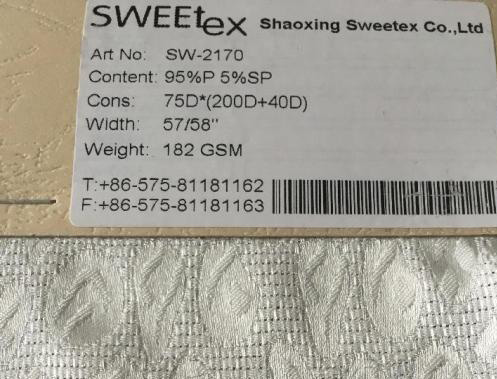 SWEEtex Shaoxing Sweetex Co.,Ltd
Art No: SW-2170
Content: 95%P 5%SP
Cons: 75D*(200D+40D)
Width: 57/58"
Weight: 182 GSM
T:+86-575-81181162
F:+86-575-81181163